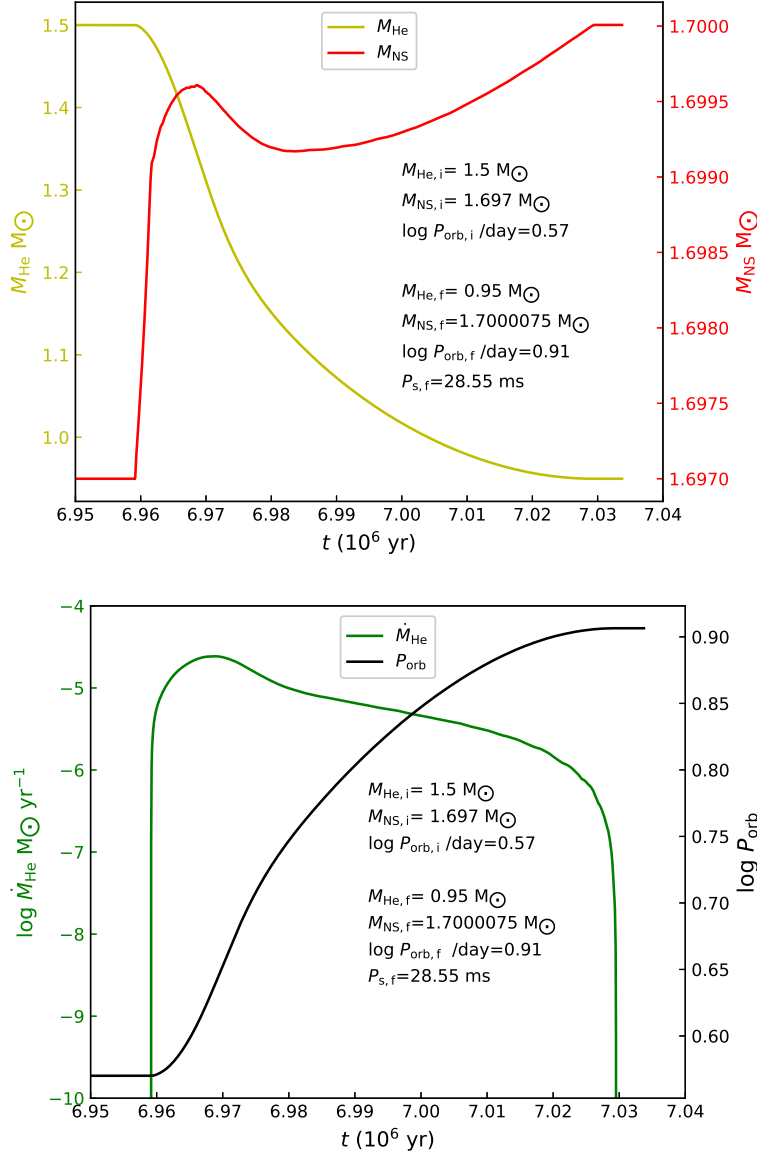 M_He
M_NS
1.5
1.4
1.3
1.2
1.1
1.0
M_He M⊙
1.7000
1.6995
1.6990
1.6985
1.6980
1.6975
1.6970
M_NS M⊙
M_He,i= 1.5 M⊙
M_NS,i= 1.697 M⊙
log P_orb,i /day=0.57
M_He,f= 0.95 M⊙
M_NS,f=1.7000075 M⊙
log P_orb,f /day=0.91
P_s,f=28.55 ms
6.95 6.96 6.97 6.98 6.99 7.00 7.01 7.02 7.03 7.04
t (10⁶ yr)
Ṁ_He
P_orb
−4
−5
−6
−7
−8
−9
−10
log Ṁ_He M⊙ yr⁻¹
0.90
0.85
0.80
0.75
0.70
0.65
0.60
log P_orb
M_He,i= 1.5 M⊙
M_NS,i= 1.697 M⊙
log P_orb,i /day=0.57
M_He,f= 0.95 M⊙
M_NS,f=1.7000075 M⊙
log P_orb,f /day=0.91
P_s,f=28.55 ms
6.95 6.96 6.97 6.98 6.99 7.00 7.01 7.02 7.03 7.04
t (10⁶ yr)